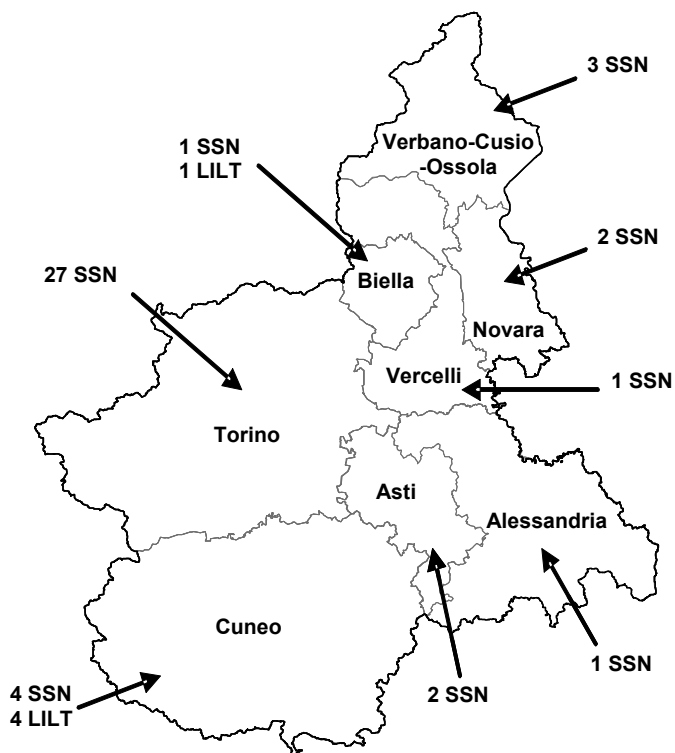 3 SSN
Verbano-Cusio
-Ossola
1 SSN
1 LILT
2 SSN
27 SSN
Biella
Novara
Vercelli
1 SSN
Torino
Asti
Alessandria
Cuneo
1 SSN
4 SSN
4 LILT
2 SSN